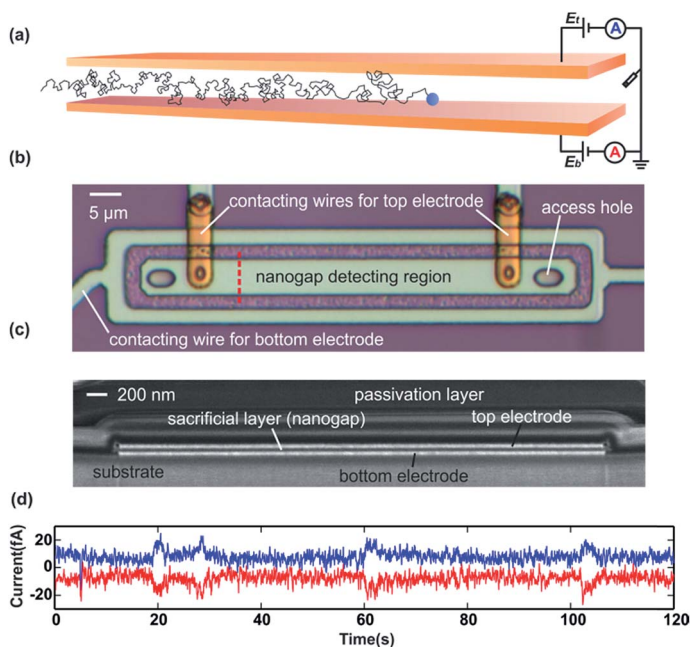 (a)
Et
A
A
Eb
(b)
5 µm
contacting wires for top electrode
access hole
nanogap detecting region
contacting wire for bottom electrode
(c)
200 nm
passivation layer
sacrificial layer (nanogap)
top electrode
substrate
bottom electrode
(d)
Current(fA)
20
0
-20
0 20 40 60 80 100 120
Time(s)